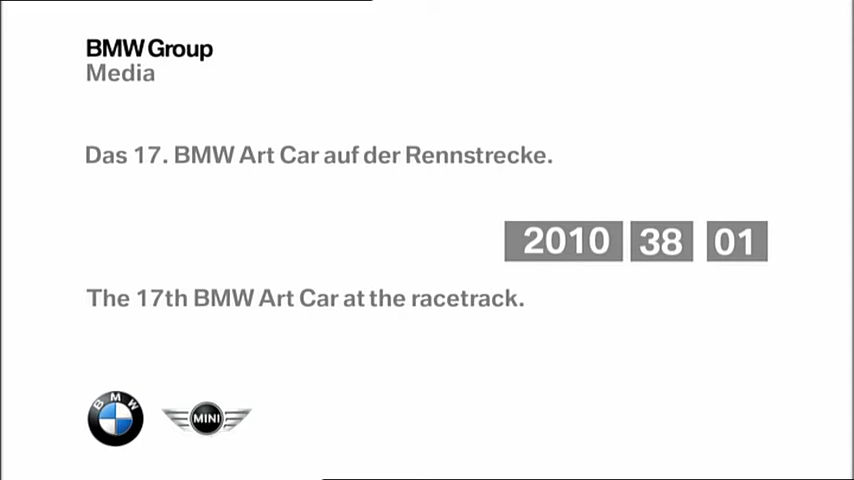 BMW Group
Media
Das 17. BMW Art Car auf der Rennstrecke.
2010 38 01
The 17th BMW Art Car at the racetrack.
BMW MINI